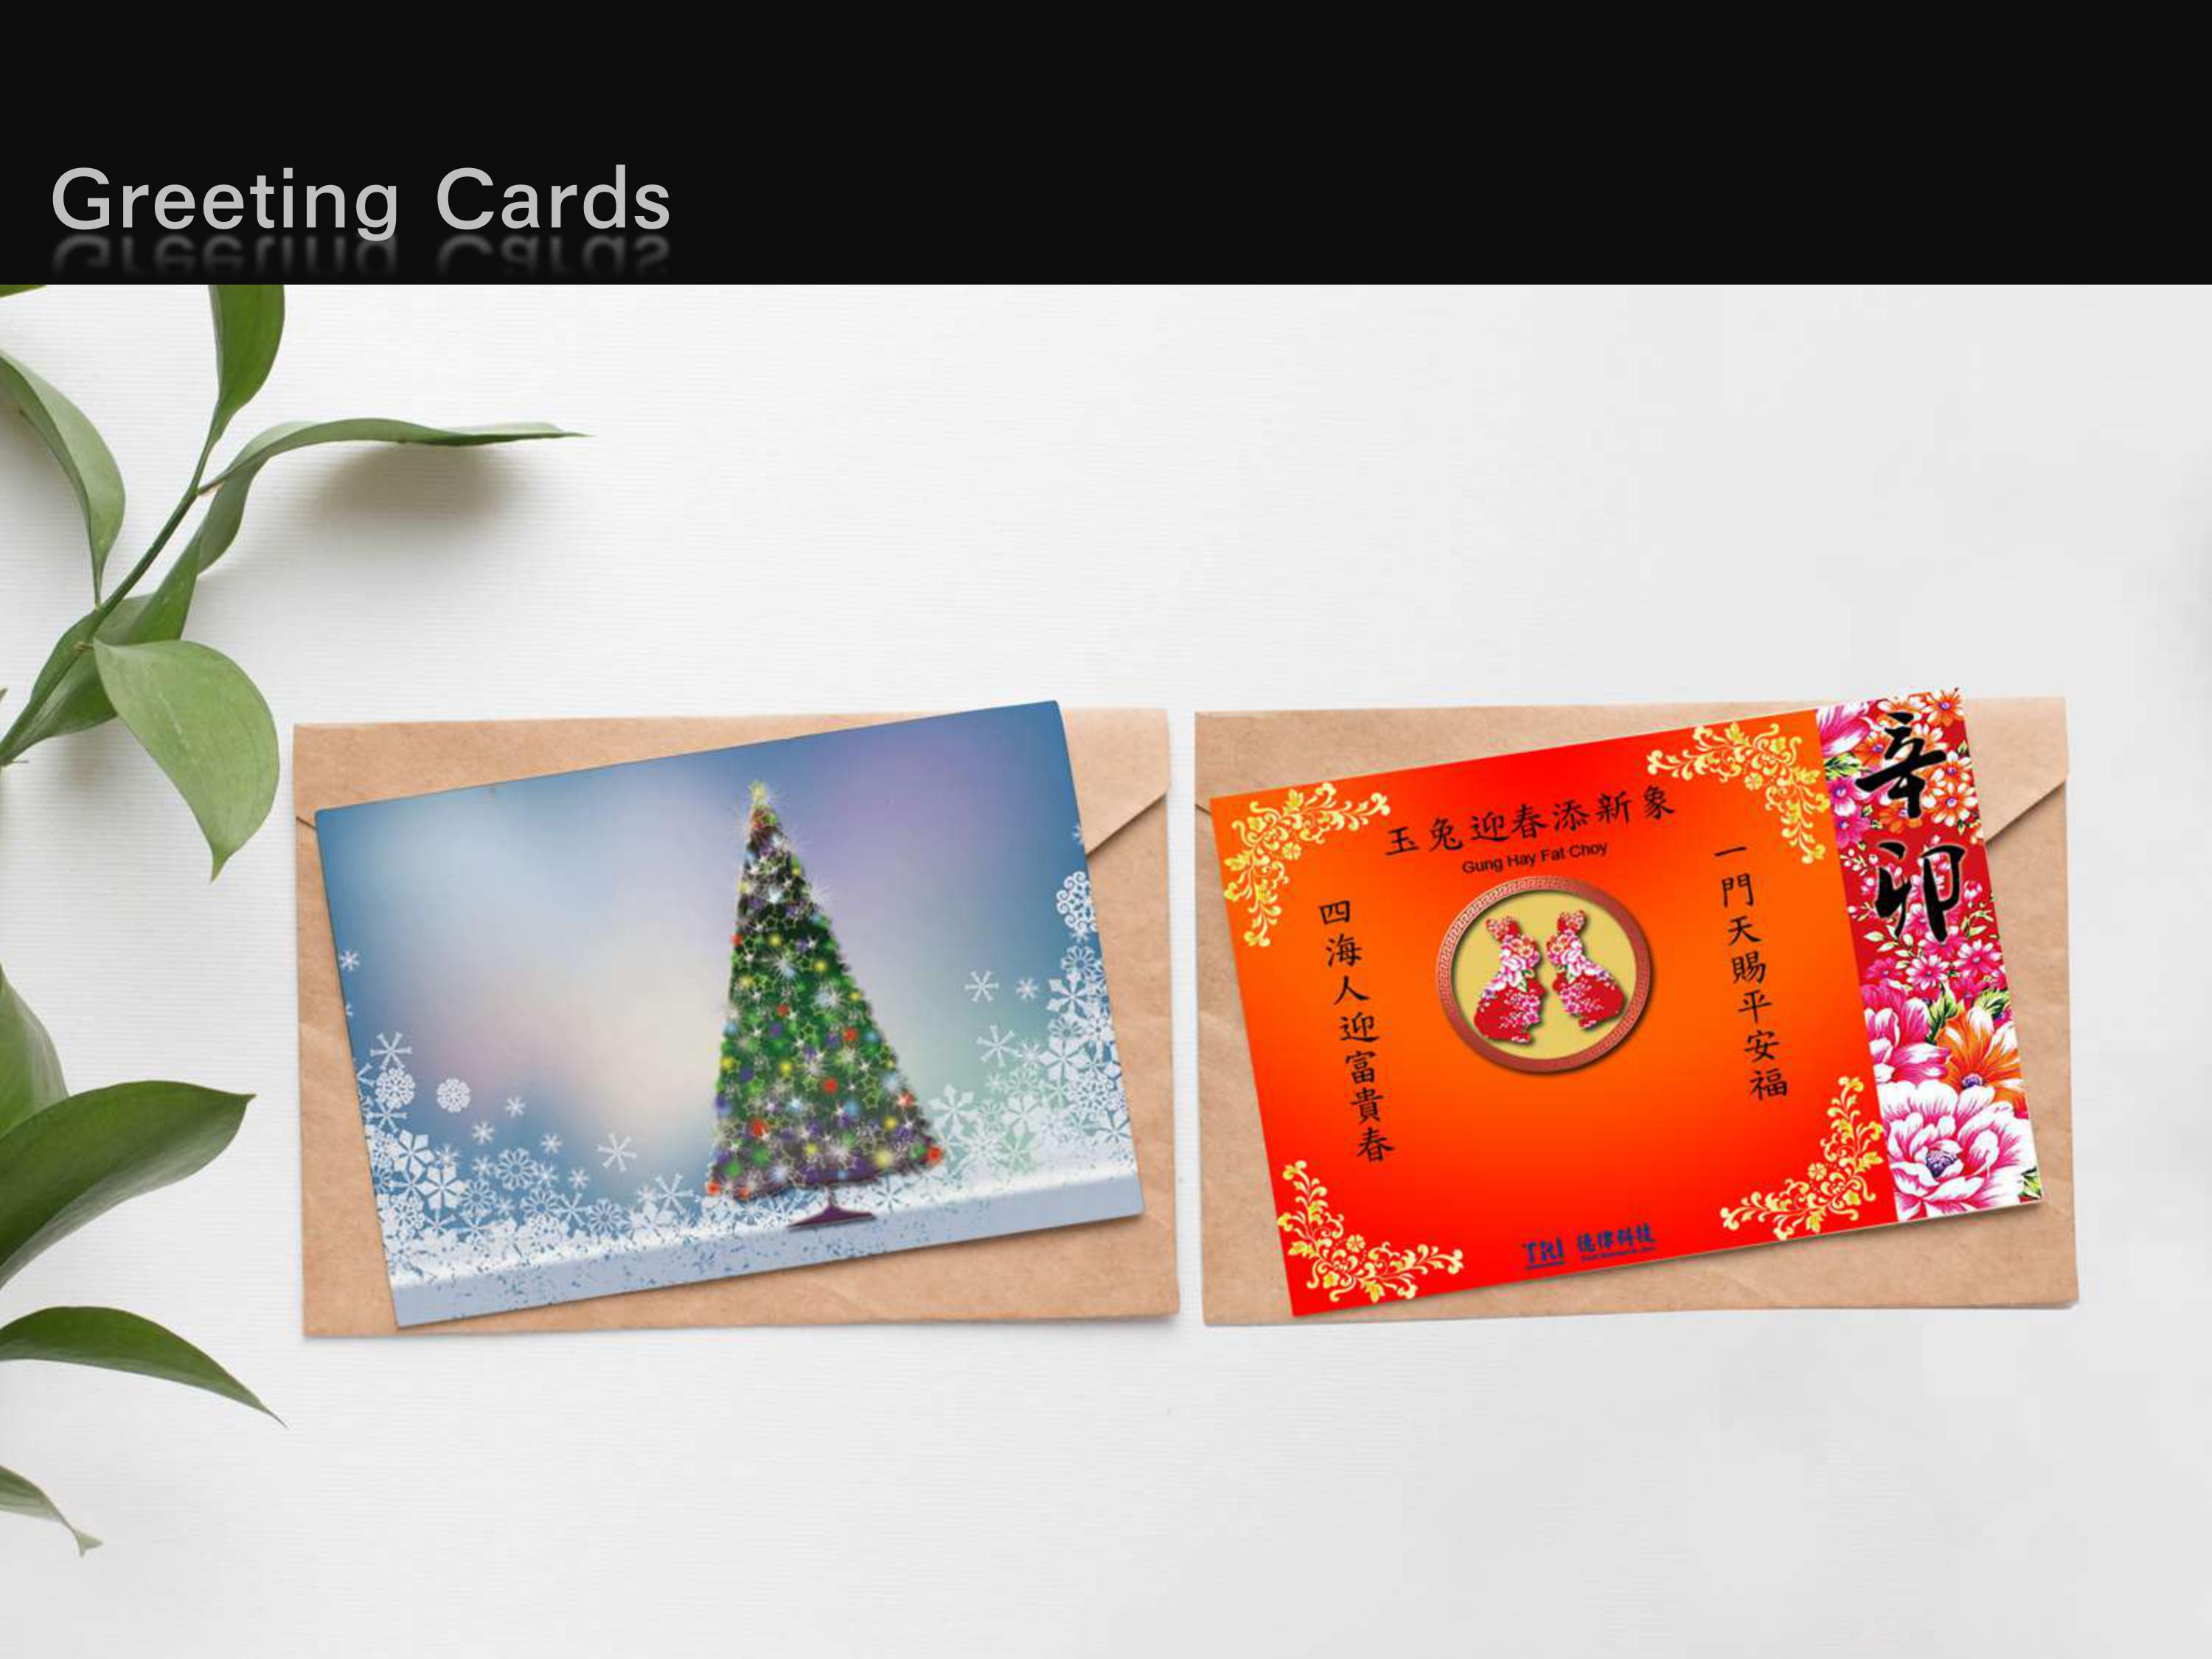 Greeting Cards
玉兔迎春添新象
Gung Hay Fat Choy
一門天賜平安福
四海人迎富貴春
辛卯
TRI 德律科技